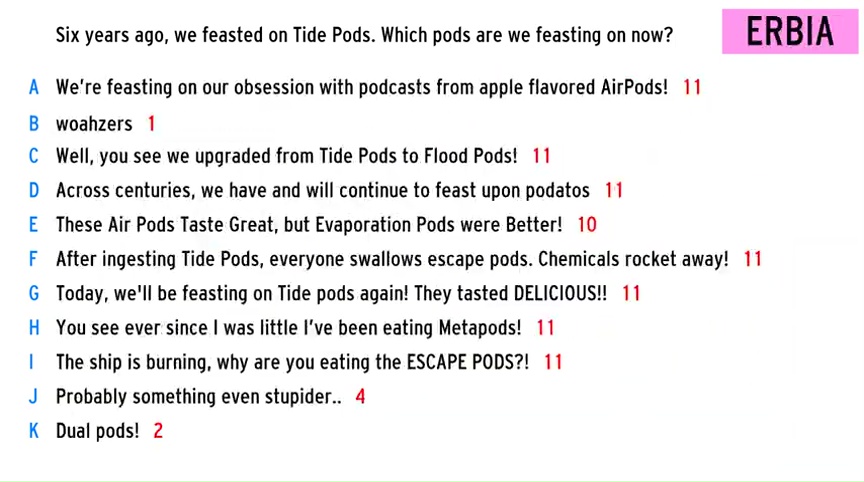 Six years ago, we feasted on Tide Pods. Which pods are we feasting on now?
ERBIA
A We're feasting on our obsession with podcasts from apple flavored AirPods! 11
B woahzers 1
C Well, you see we upgraded from Tide Pods to Flood Pods! 11
D Across centuries, we have and will continue to feast upon podatos 11
E These Air Pods Taste Great, but Evaporation Pods were Better! 10
F After ingesting Tide Pods, everyone swallows escape pods. Chemicals rocket away! 11
G Today, we'll be feasting on Tide pods again! They tasted DELICIOUS!! 11
H You see ever since I was little I've been eating Metapods! 11
I The ship is burning, why are you eating the ESCAPE PODS?! 11
J Probably something even stupider.. 4
K Dual pods! 2